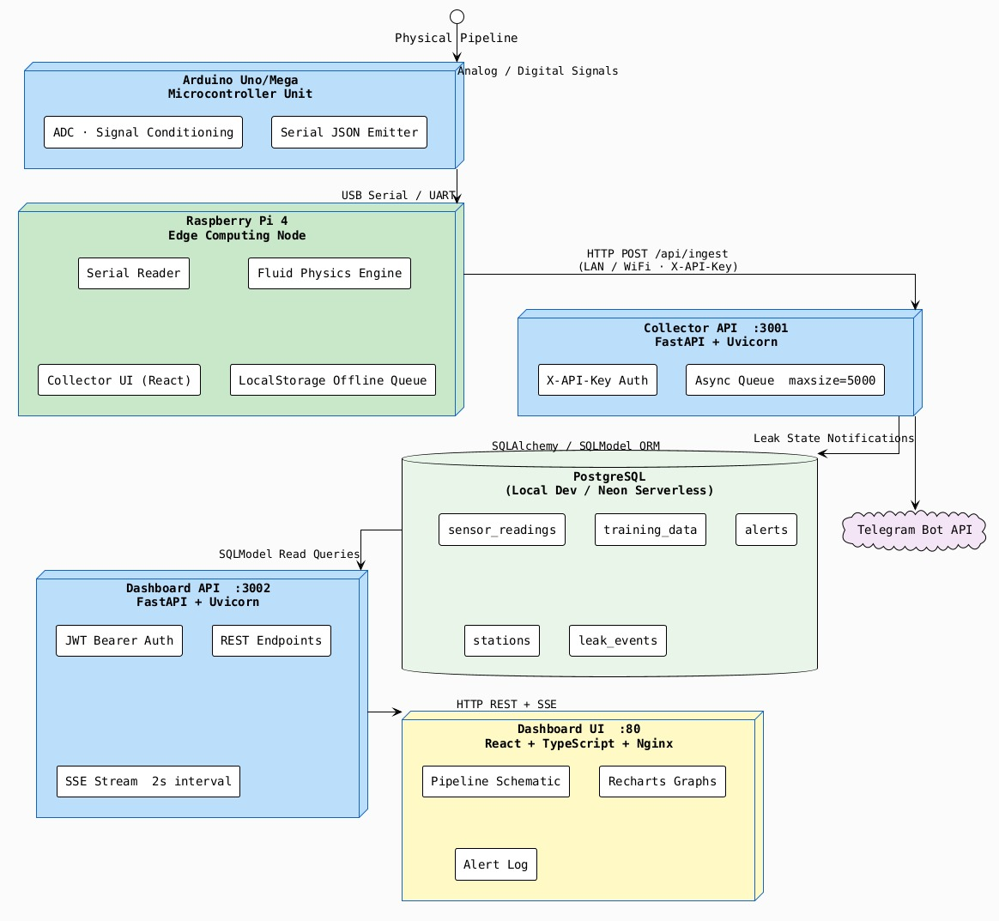 Physical Pipeline
Analog / Digital Signals
Arduino Uno/Mega
Microcontroller Unit
ADC · Signal Conditioning
Serial JSON Emitter
USB Serial / UART
Raspberry Pi 4
Edge Computing Node
Serial Reader
Fluid Physics Engine
Collector UI (React)
LocalStorage Offline Queue
HTTP POST /api/ingest
(LAN / WiFi · X-API-Key)
Collector API  :3001
FastAPI + Uvicorn
X-API-Key Auth
Async Queue  maxsize=5000
Leak State Notifications
SQLAlchemy / SQLModel ORM
PostgreSQL
(Local Dev / Neon Serverless)
sensor_readings
training_data
alerts
stations
leak_events
Telegram Bot API
SQLModel Read Queries
Dashboard API  :3002
FastAPI + Uvicorn
JWT Bearer Auth
REST Endpoints
SSE Stream  2s interval
HTTP REST + SSE
Dashboard UI  :80
React + TypeScript + Nginx
Pipeline Schematic
Recharts Graphs
Alert Log